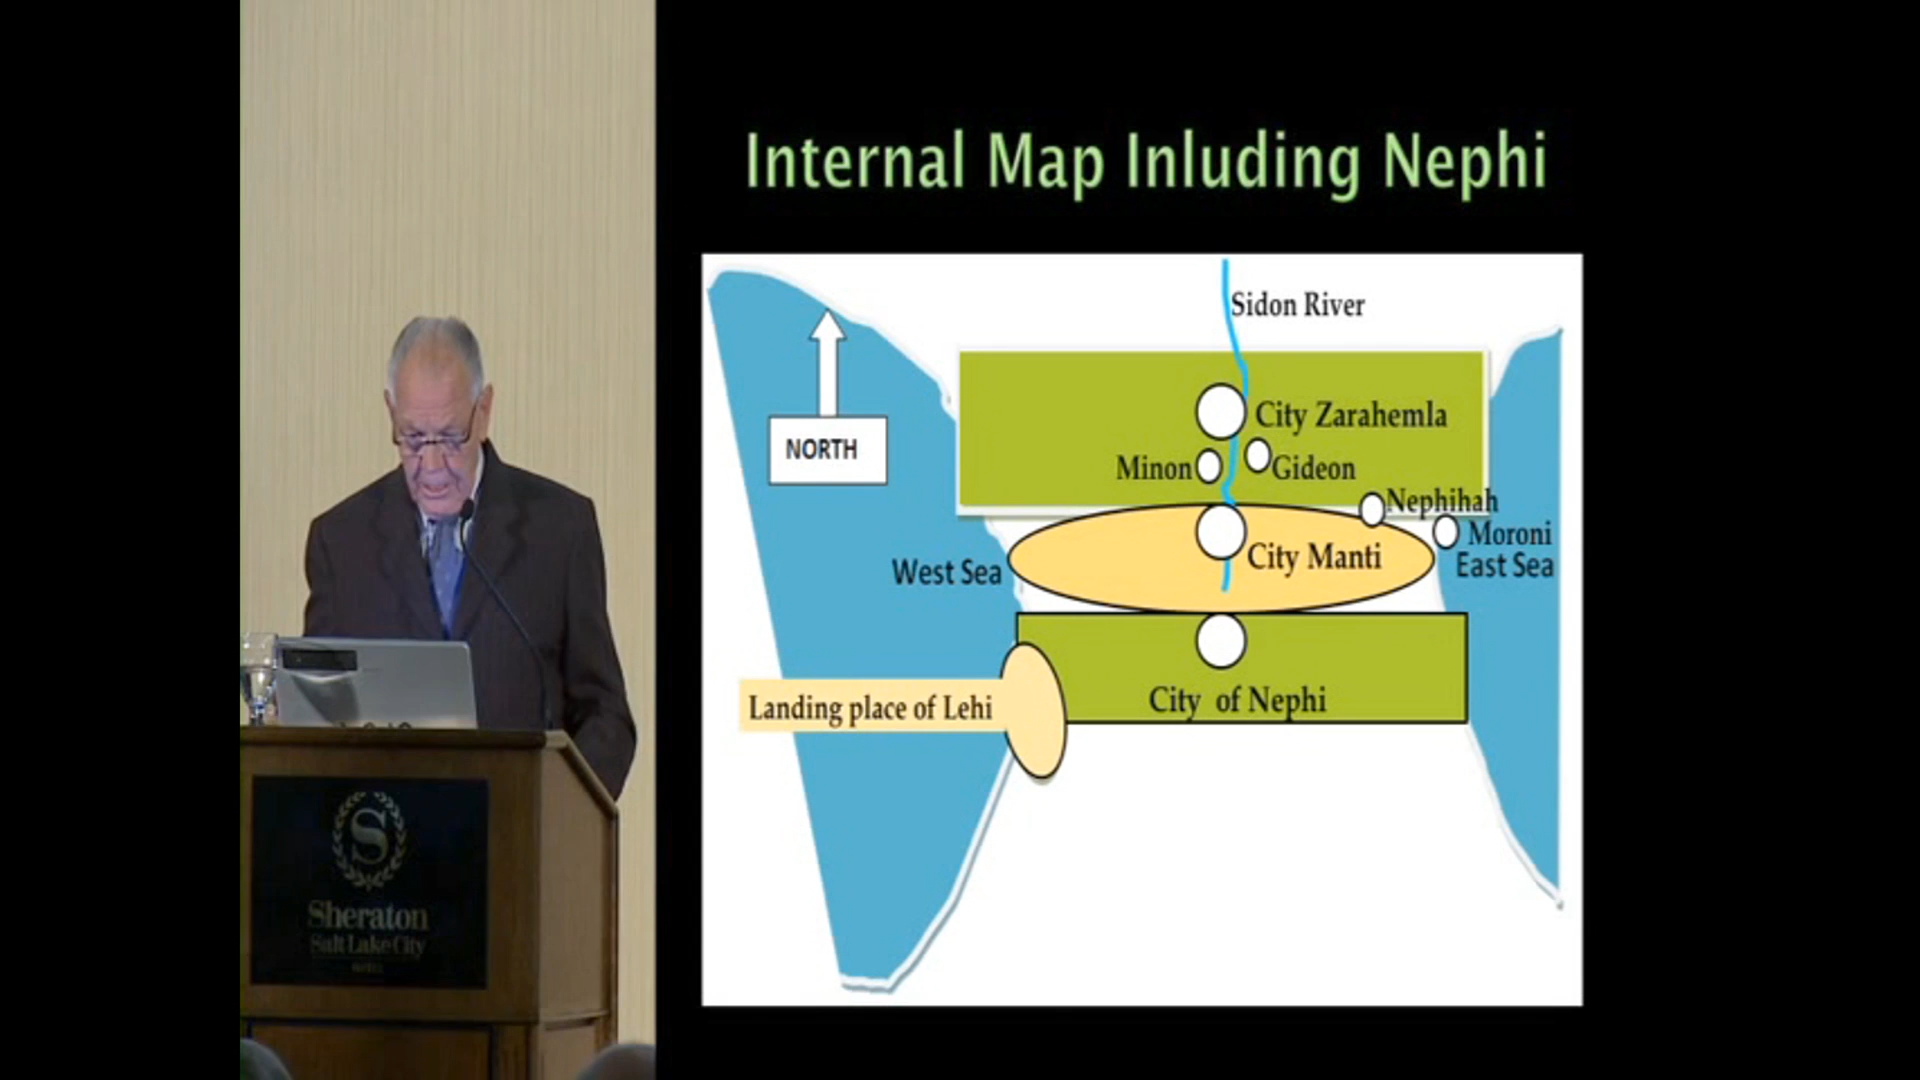 Internal Map Inluding Nephi
Sidon River
NORTH
City Zarahemla
Minon
Gideon
Nephihah
Moroni
City Manti
East Sea
West Sea
Landing place of Lehi
City of Nephi
S
Sheraton
Salt Lake City